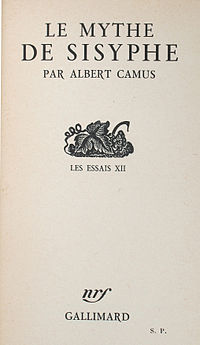 LE MYTHE
DE SISYPHE
PAR ALBERT CAMUS
LES ESSAIS XII
nrf
GALLIMARD
S. P.